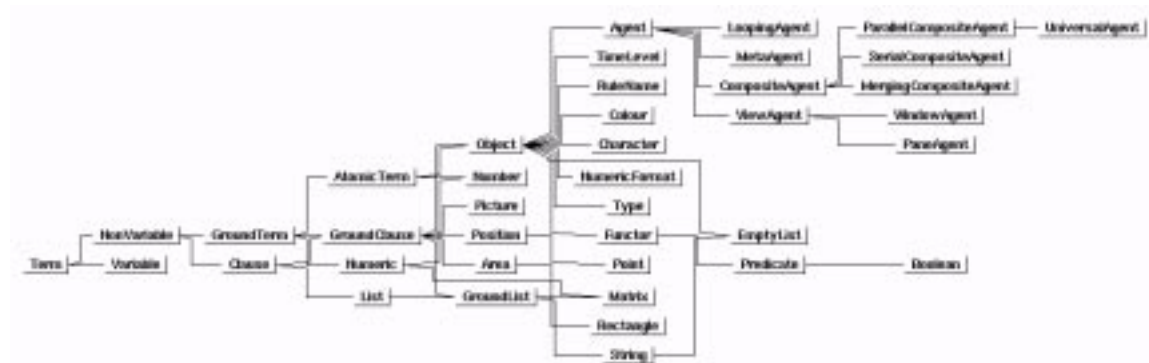 Agent LoopingAgent ParallelCompositeAgent UniversalAgent
TimeLevel MetaAgent SerialCompositeAgent
RuleName CompositeAgent MergingCompositeAgent
Colour ViewAgent WindowAgent
Object Character PaneAgent
AtomicTerm Number NumericFormat
Picture Type
NonVariable GroundTerm GroundClause Position Functor EmptyList
Term Variable Clause Numeric Area Point Predicate Boolean
List GroundList Matrix
Rectangle
String